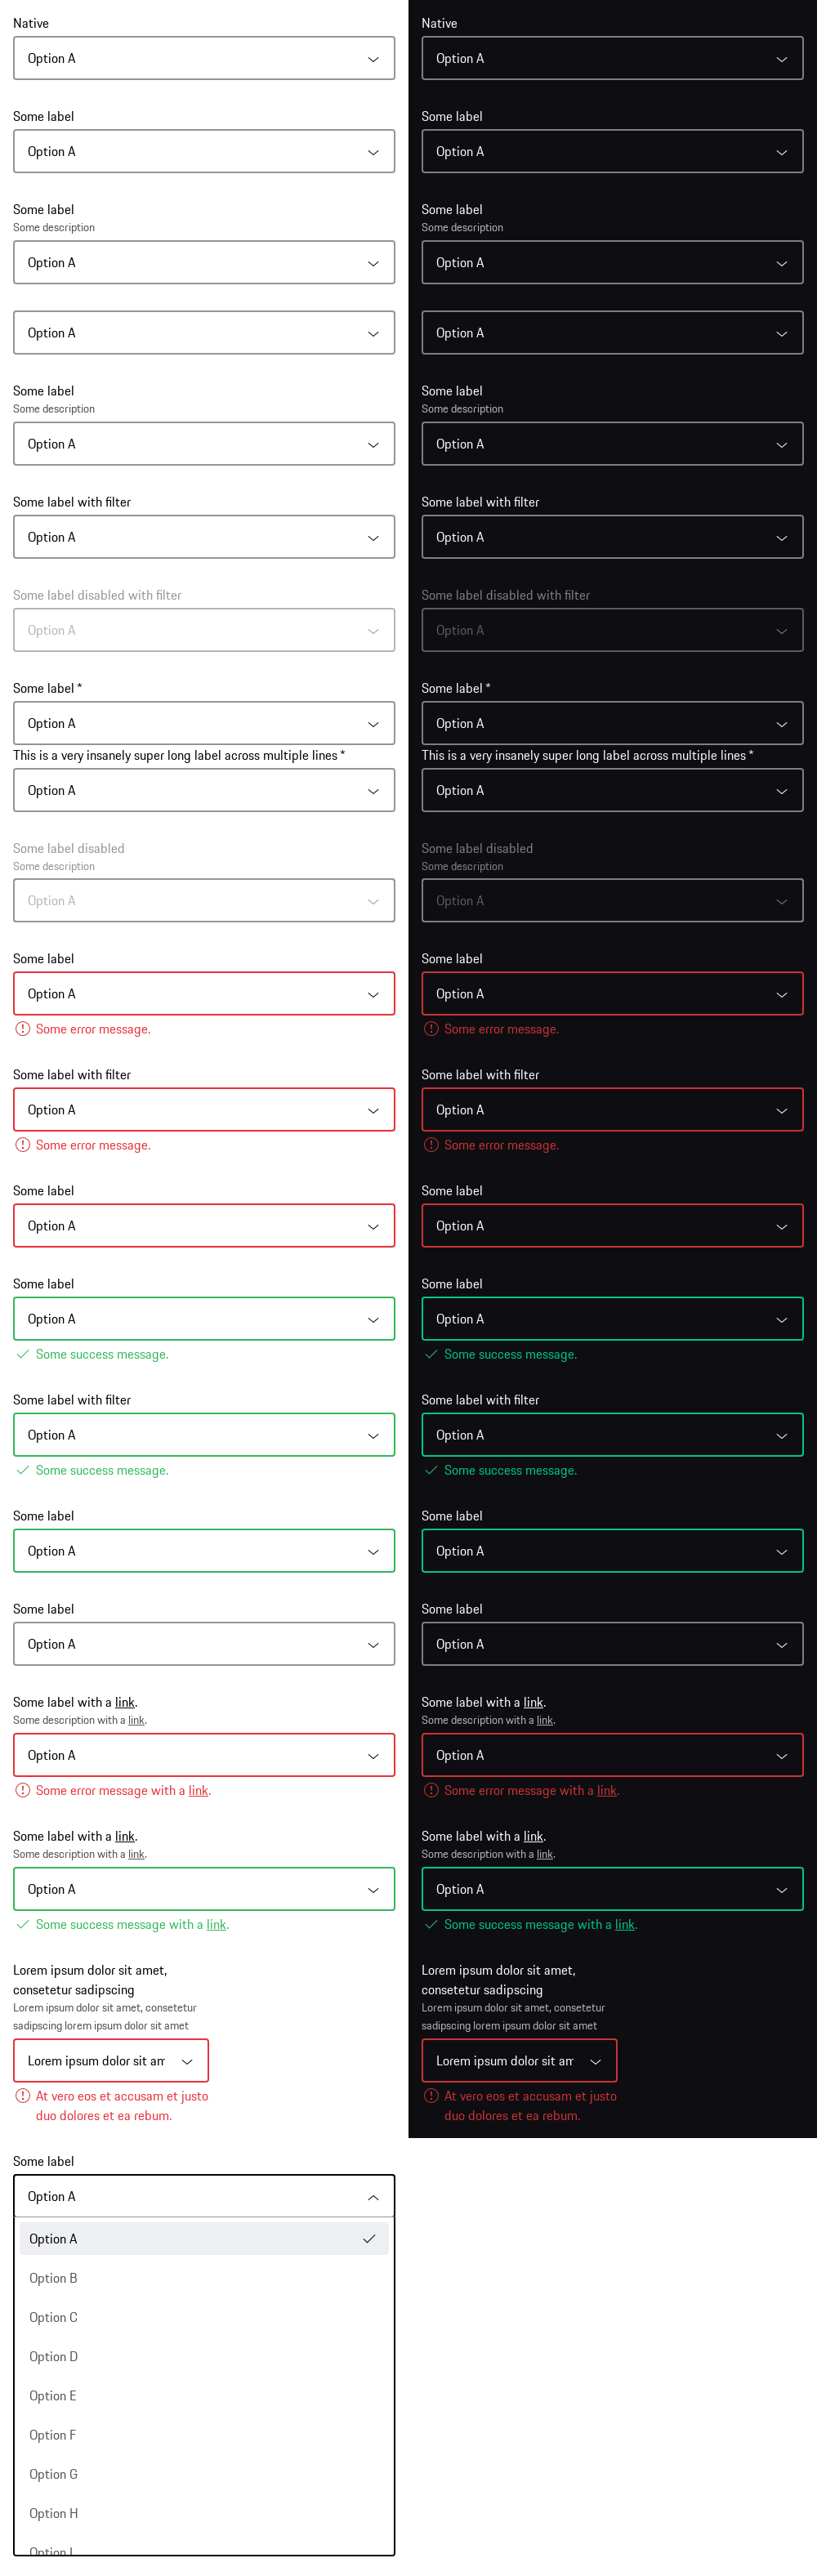 Native
Option A
Some label
Option A
Some label
Some description
Option A
Option A
Some label
Some description
Option A
Some label with filter
Option A
Some label disabled with filter
Option A
Some label *
Option A
This is a very insanely super long label across multiple lines *
Option A
Some label disabled
Some description
Option A
Some label
Option A
Some error message.
Some label with filter
Option A
Some error message.
Some label
Option A
Some label
Option A
Some success message.
Some label with filter
Option A
Some success message.
Some label
Option A
Some label
Option A
Some label with a link.
Some description with a link.
Option A
Some error message with a link.
Some label with a link.
Some description with a link.
Option A
Some success message with a link.
Lorem ipsum dolor sit amet,
consetetur sadipscing
Lorem ipsum dolor sit amet, consetetur
sadipscing lorem ipsum dolor sit amet
Lorem ipsum dolor sit am
At vero eos et accusam et justo
duo dolores et ea rebum.
Some label
Option A
Option A
Option B
Option C
Option D
Option E
Option F
Option G
Option H
Option I
Native
Option A
Some label
Option A
Some label
Some description
Option A
Option A
Some label
Some description
Option A
Some label with filter
Option A
Some label disabled with filter
Option A
Some label *
Option A
This is a very insanely super long label across multiple lines *
Option A
Some label disabled
Some description
Option A
Some label
Option A
Some error message.
Some label with filter
Option A
Some error message.
Some label
Option A
Some label
Option A
Some success message.
Some label with filter
Option A
Some success message.
Some label
Option A
Some label
Option A
Some label with a link.
Some description with a link.
Option A
Some error message with a link.
Some label with a link.
Some description with a link.
Option A
Some success message with a link.
Lorem ipsum dolor sit amet,
consetetur sadipscing
Lorem ipsum dolor sit amet, consetetur
sadipscing lorem ipsum dolor sit amet
Lorem ipsum dolor sit am
At vero eos et accusam et justo
duo dolores et ea rebum.